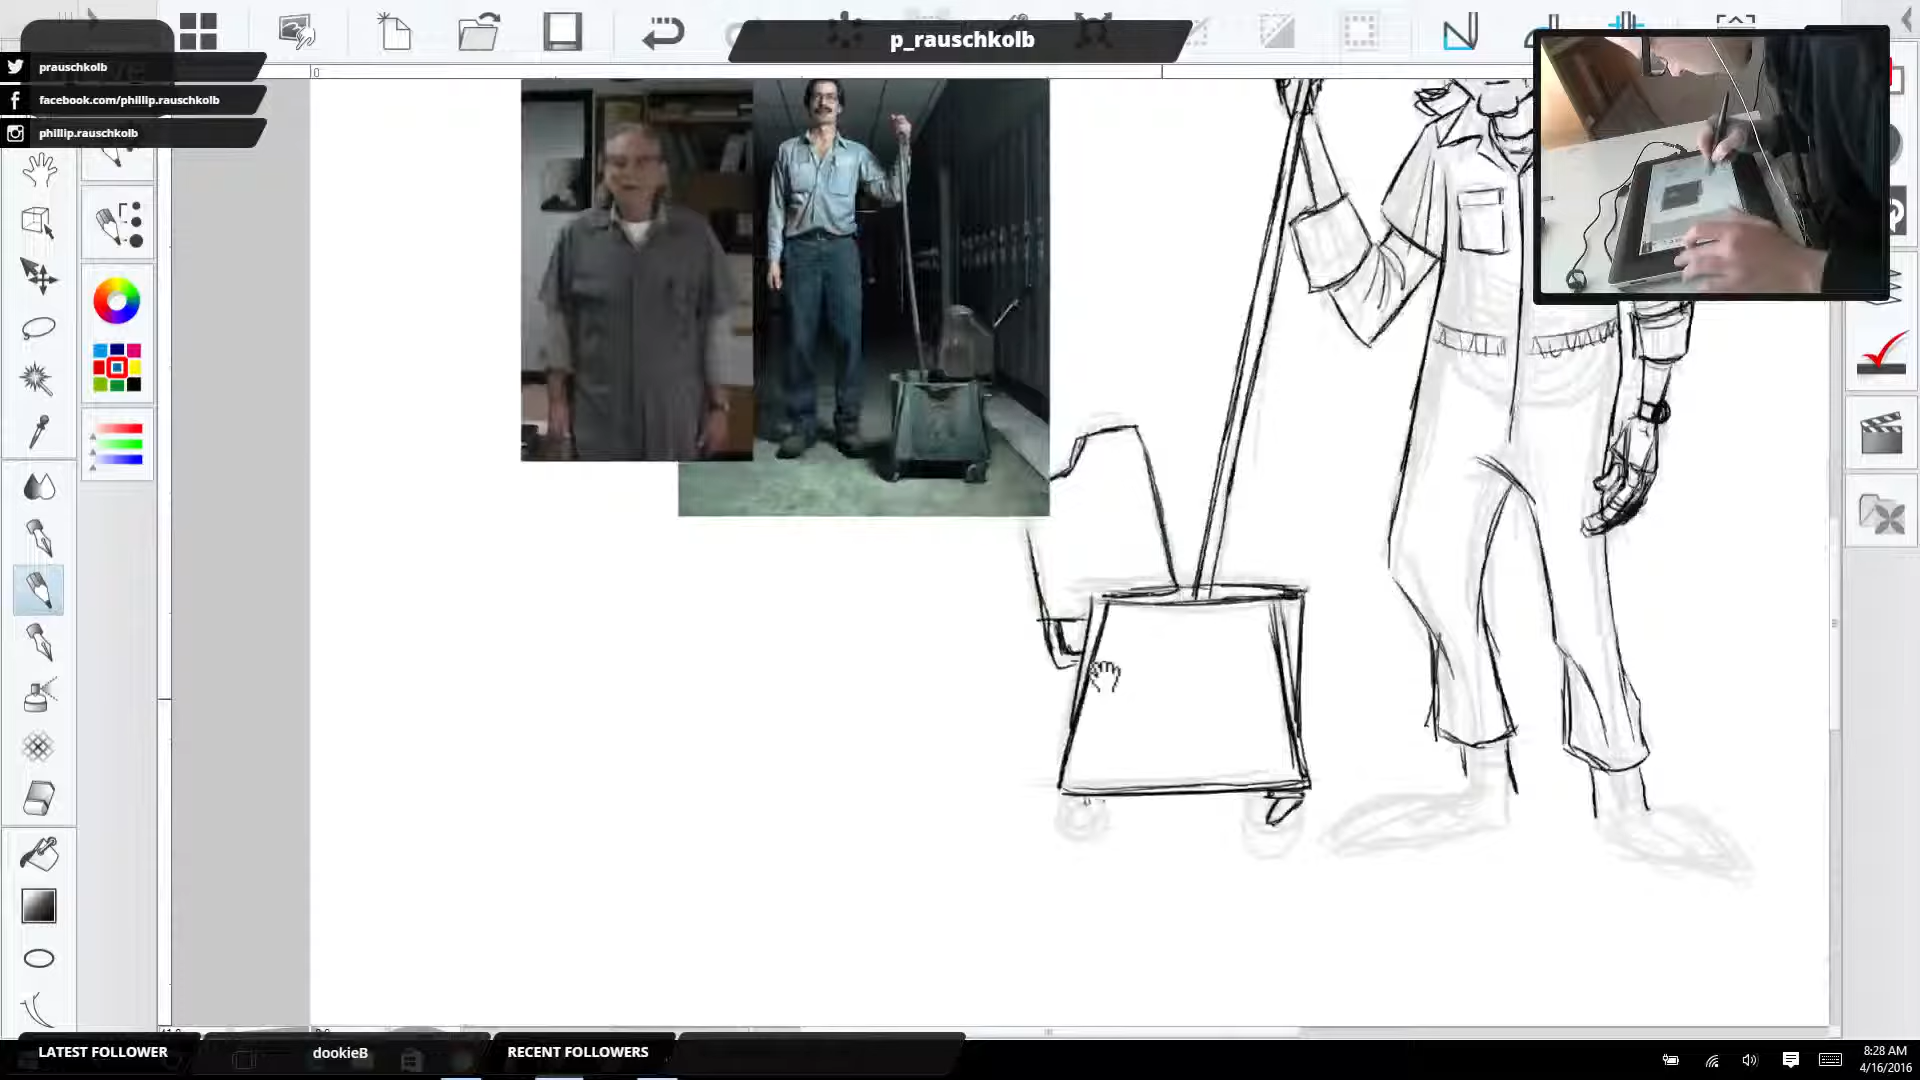 p_rauschkolb
prauschkolb
facebook.com/phillip.rauschkolb
phillip.rauschkolb
0
LATEST FOLLOWER
dookieB
RECENT FOLLOWERS
8:28 AM
4/16/2016